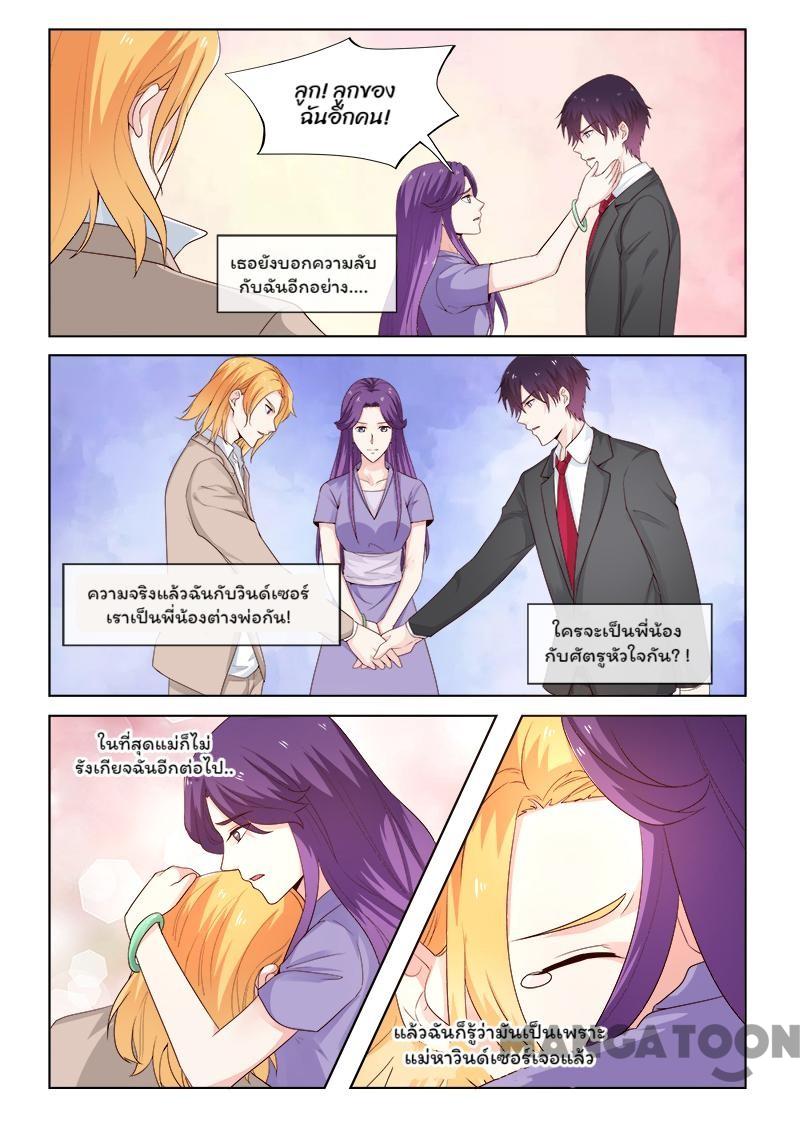 ลูก! ลูกของ
ฉันอีกคน!
เธอยังบอกความลับ
กับฉันอีกอย่าง....
ความจริงแล้วฉันกับวินด์เซอร์
เราเป็นพี่น้องต่างพ่อกัน!
ใครจะเป็นพี่น้อง
กับศัตรูหัวใจกัน?!
ในที่สุดแม่ก็ไม่
รังเกียจฉันอีกต่อไป..
แล้วฉันก็รู้ว่ามันเป็นเพราะ
แม่หาวินด์เซอร์เจอแล้ว
MANGATOON